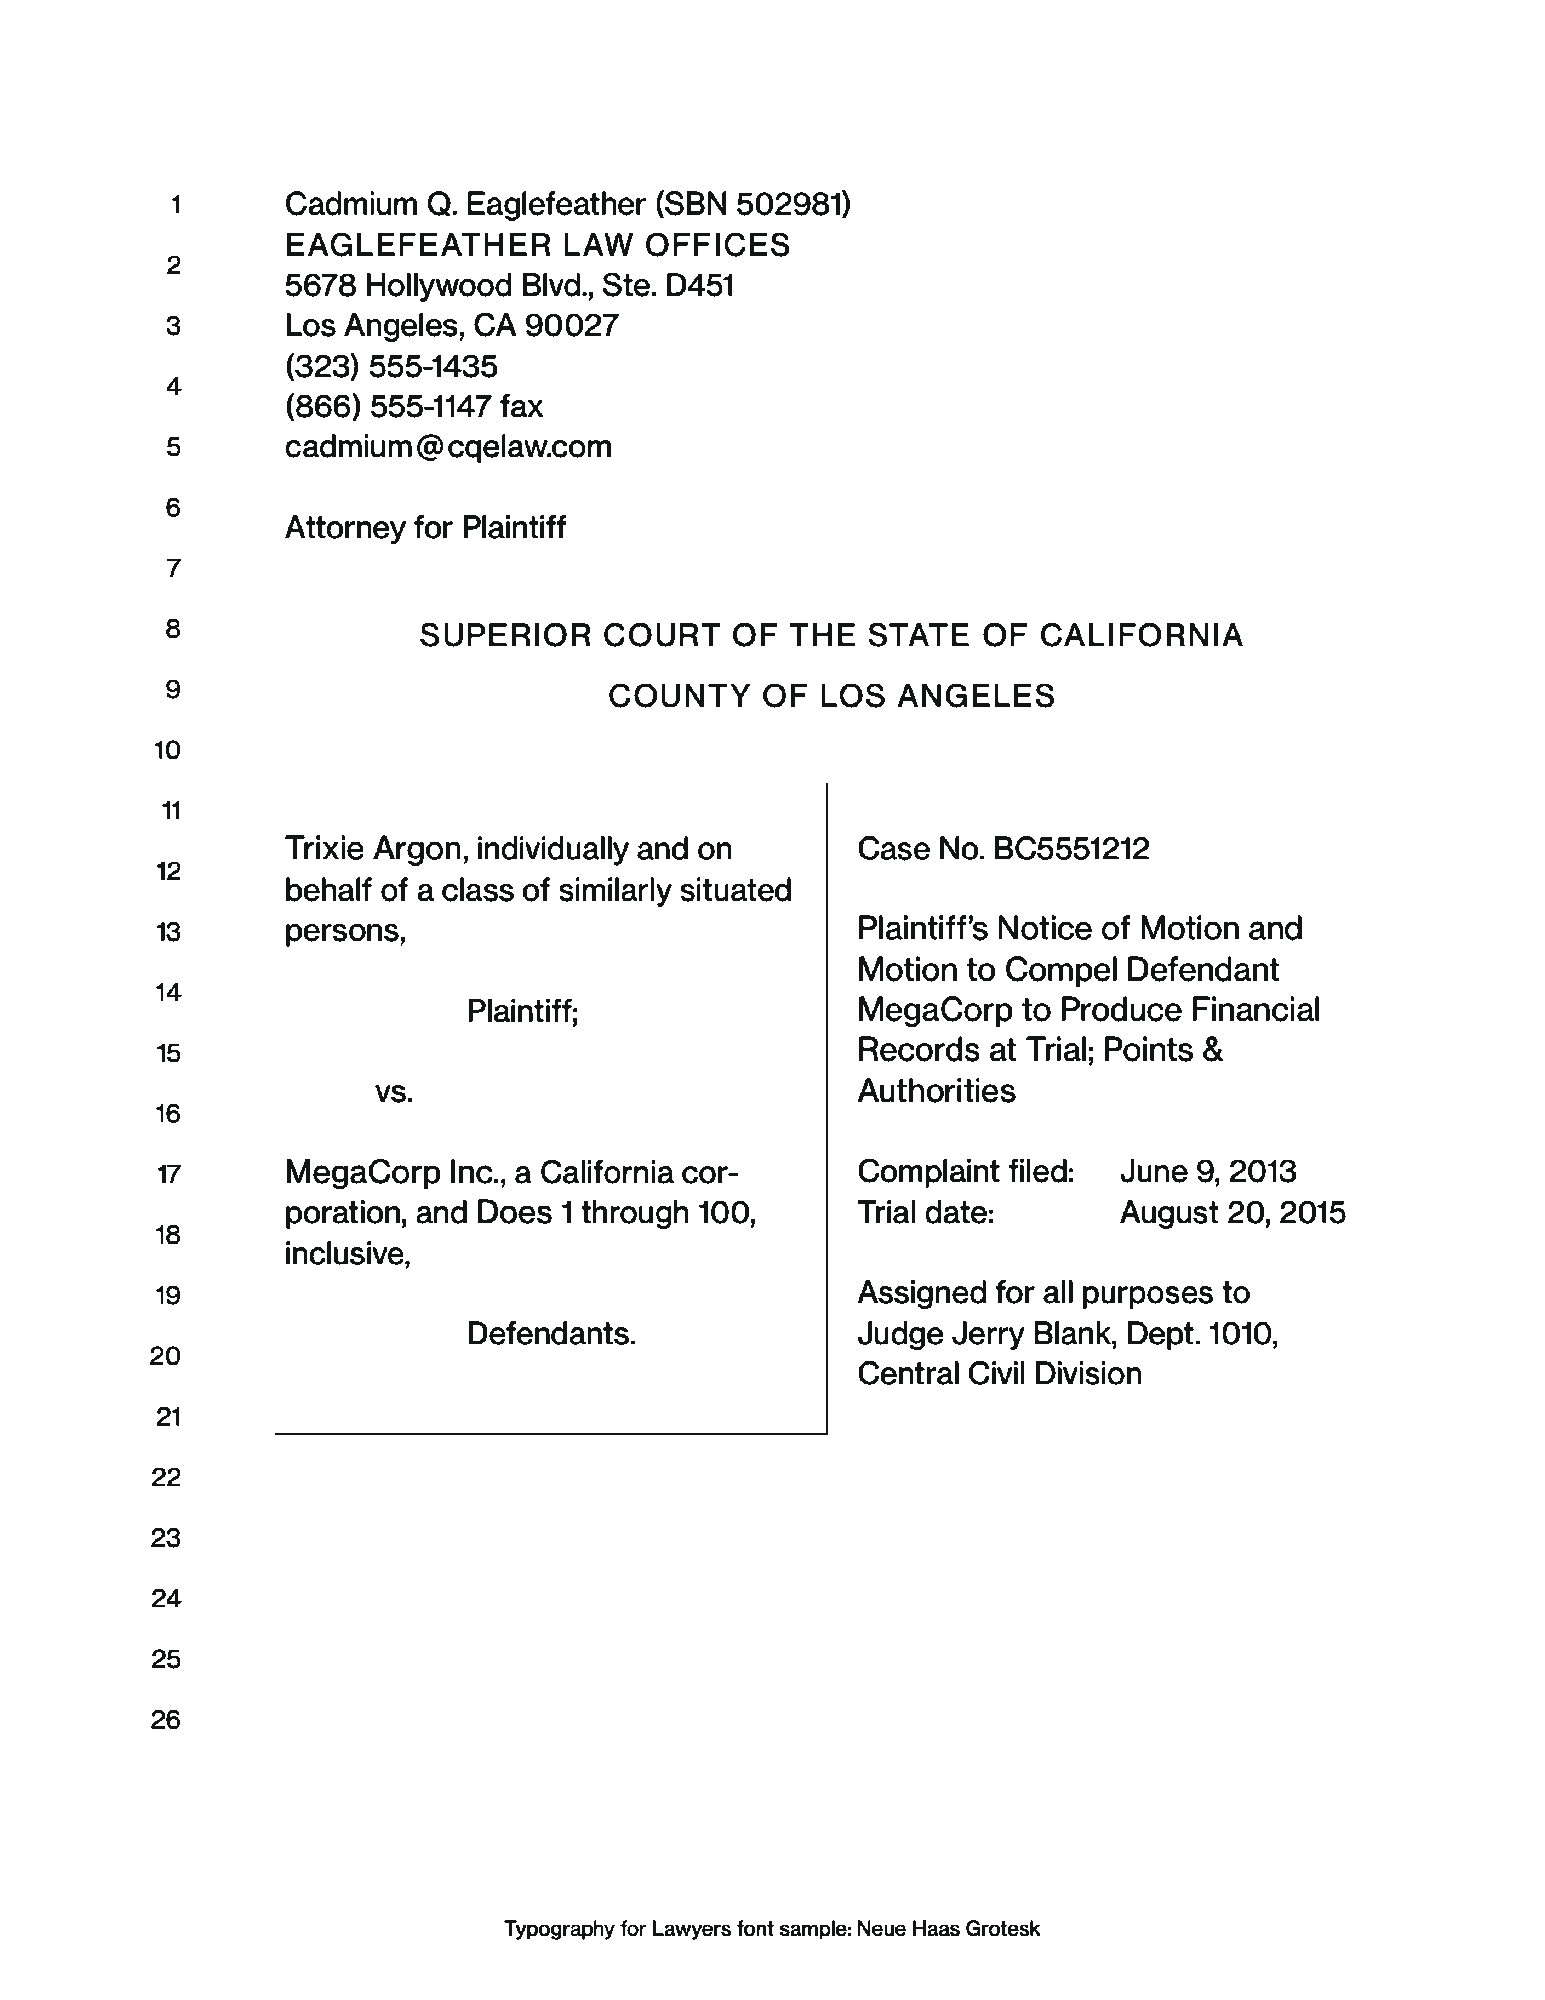 1
2
3
4
5
6
7
8
9
10
11
12
13
14
15
16
17
18
19
20
21
22
23
24
25
26
Cadmium Q. Eaglefeather (SBN 502981)
EAGLEFEATHER LAW OFFICES
5678 Hollywood Blvd., Ste. D451
Los Angeles, CA 90027
(323) 555-1435
(866) 555-1147 fax
cadmium@cqelaw.com
Attorney for Plaintiff
SUPERIOR COURT OF THE STATE OF CALIFORNIA
COUNTY OF LOS ANGELES
Trixie Argon, individually and on
behalf of a class of similarly situated
persons,
Plaintiff;
vs.
MegaCorp Inc., a California cor-
poration, and Does 1 through 100,
inclusive,
Defendants.
Case No. BC5551212
Plaintiff’s Notice of Motion and
Motion to Compel Defendant
MegaCorp to Produce Financial
Records at Trial; Points &
Authorities
Complaint filed: June 9, 2013
Trial date: August 20, 2015
Assigned for all purposes to
Judge Jerry Blank, Dept. 1010,
Central Civil Division
Typography for Lawyers font sample: Neue Haas Grotesk